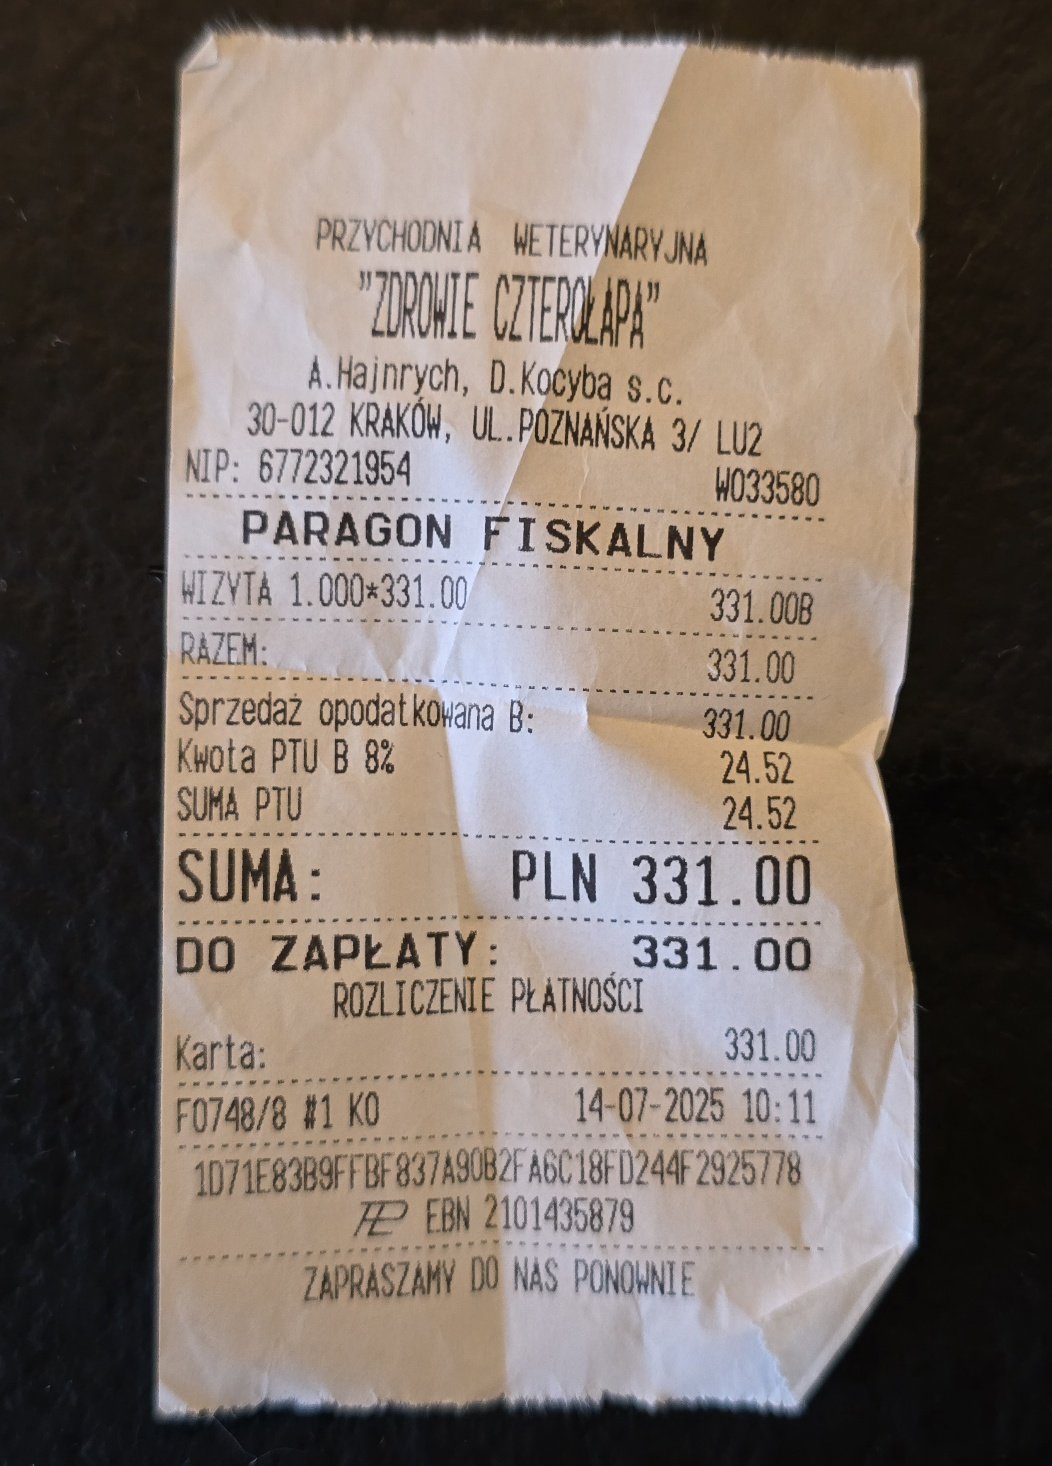 PRZYCHODNIA WETERYNARYJNA
"ZDROWIE CZTEROŁAPA"
A.Hajnrych, D.Kocyba s.c.
30-012 KRAKÓW, UL.POZNAŃSKA 3/ LU2
NIP: 6772321954 W033580
PARAGON FISKALNY
WIZYTA 1.000*331.00 331.00B
RAZEM: 331.00
Sprzedaż opodatkowana B: 331.00
Kwota PTU B 8% 24.52
SUMA PTU 24.52
SUMA: PLN 331.00
DO ZAPŁATY: 331.00
ROZLICZENIE PŁATNOŚCI
Karta: 331.00
F0748/8 #1 KO 14-07-2025 10:11
1D71E83B9FFBF837A90B2FA6C18FD244F2925778
EBN 2101435879
ZAPRASZAMY DO NAS PONOWNIE